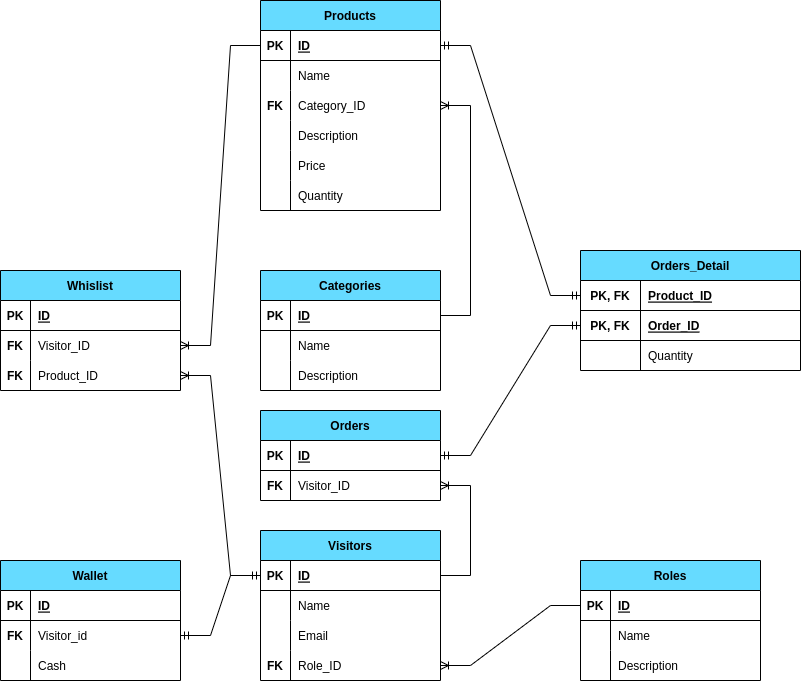 Products
PK ID
Name
FK Category_ID
Description
Price
Quantity
Whislist
PK ID
FK Visitor_ID
FK Product_ID
Categories
PK ID
Name
Description
Orders_Detail
PK, FK Product_ID
PK, FK Order_ID
Quantity
Orders
PK ID
FK Visitor_ID
Visitors
PK ID
Name
Email
FK Role_ID
Wallet
PK ID
FK Visitor_id
Cash
Roles
PK ID
Name
Description